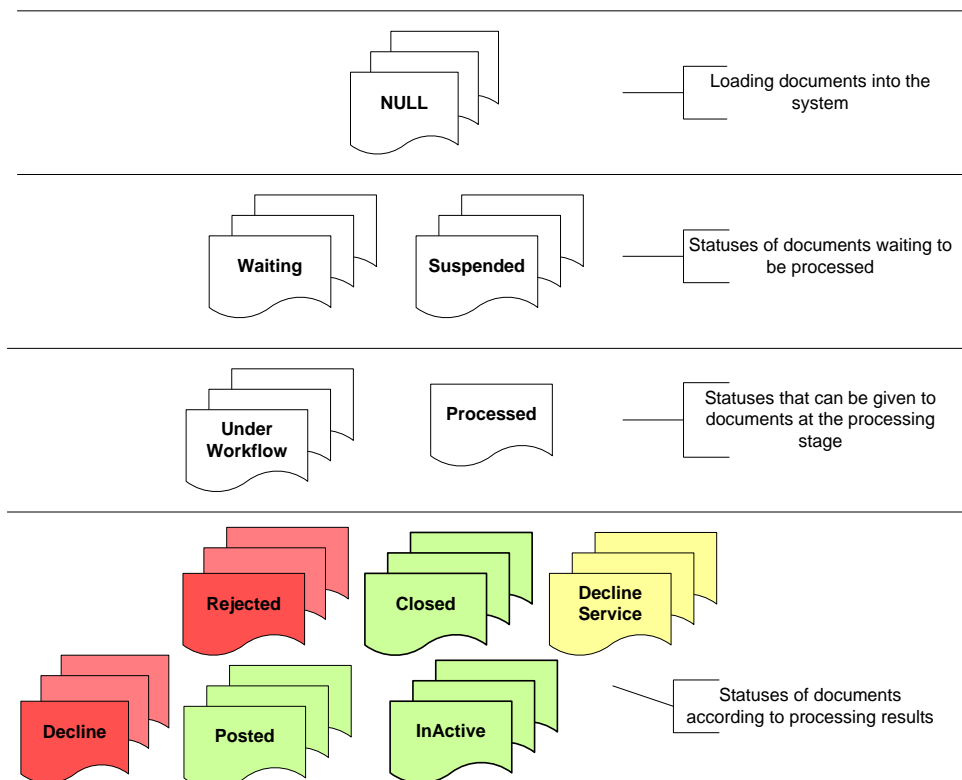 NULL
Loading documents into the
system
Waiting
Suspended
Statuses of documents waiting to
be processed
Under
Workflow
Processed
Statuses that can be given to
documents at the processing
stage
Rejected
Closed
Decline
Service
Decline
Posted
InActive
Statuses of documents
according to processing results